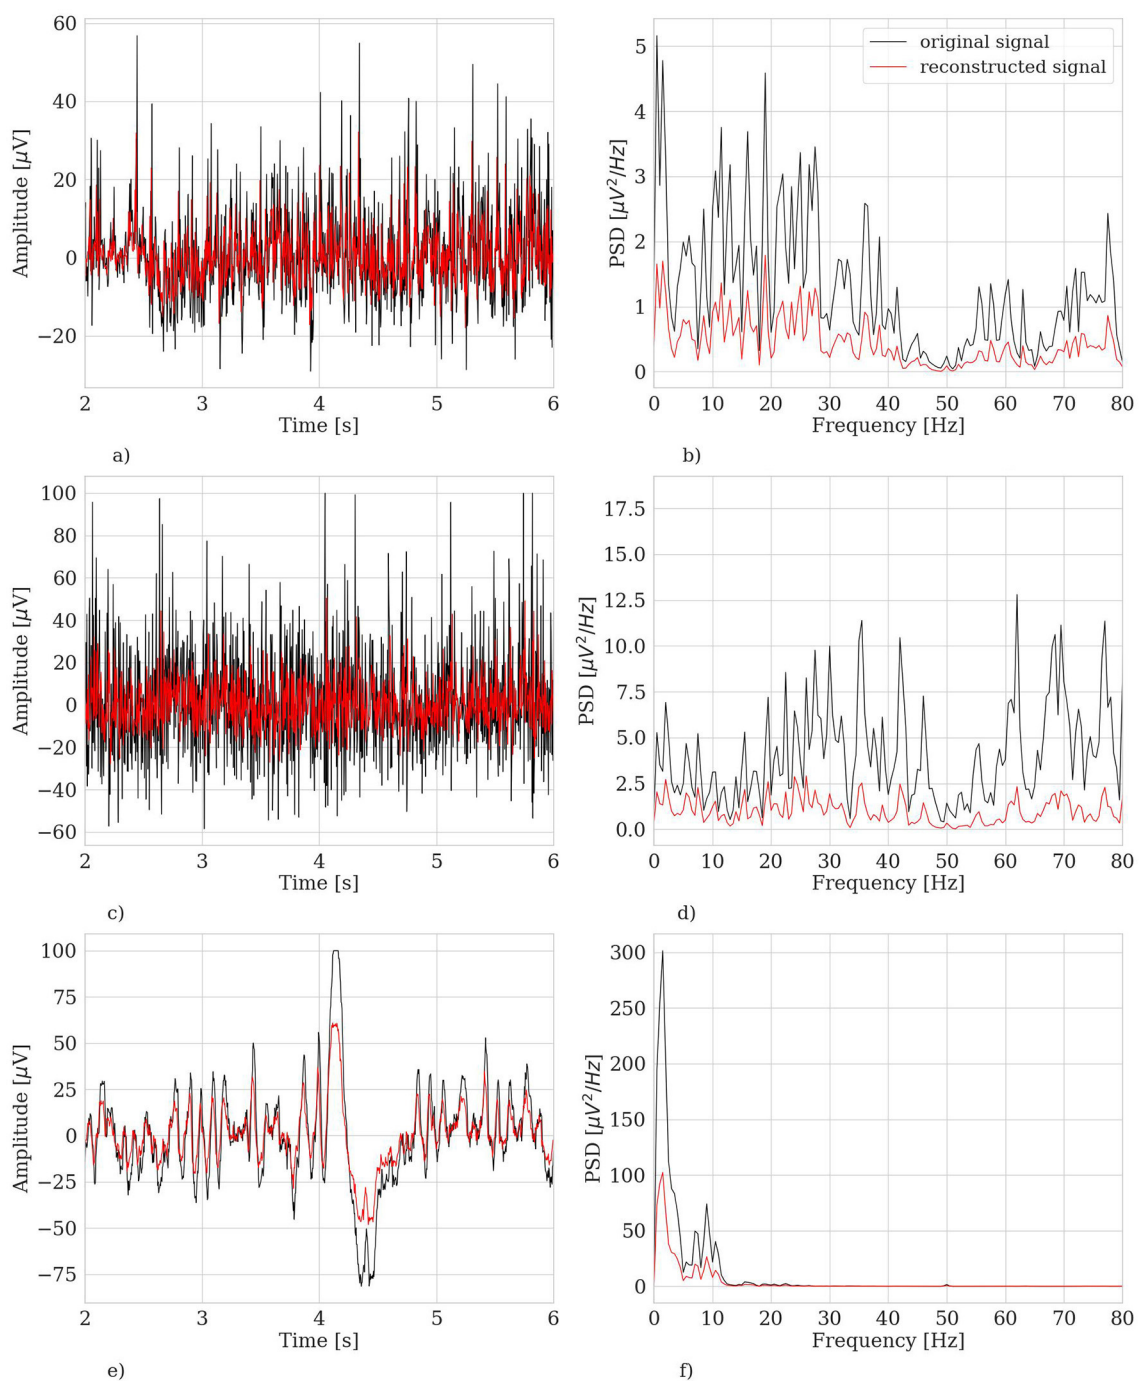 60
40
20
0
−20
Amplitude [μV]
2 3 4 5 6
Time [s]
a)
5
4
3
2
1
0
PSD [μV²/Hz]
original signal
reconstructed signal
0 10 20 30 40 50 60 70 80
Frequency [Hz]
b)
100
80
60
40
20
0
−20
−40
−60
Amplitude [μV]
2 3 4 5 6
Time [s]
c)
17.5
15.0
12.5
10.0
7.5
5.0
2.5
0.0
PSD [μV²/Hz]
0 10 20 30 40 50 60 70 80
Frequency [Hz]
d)
100
75
50
25
0
−25
−50
−75
Amplitude [μV]
2 3 4 5 6
Time [s]
e)
300
250
200
150
100
50
0
PSD [μV²/Hz]
0 10 20 30 40 50 60 70 80
Frequency [Hz]
f)